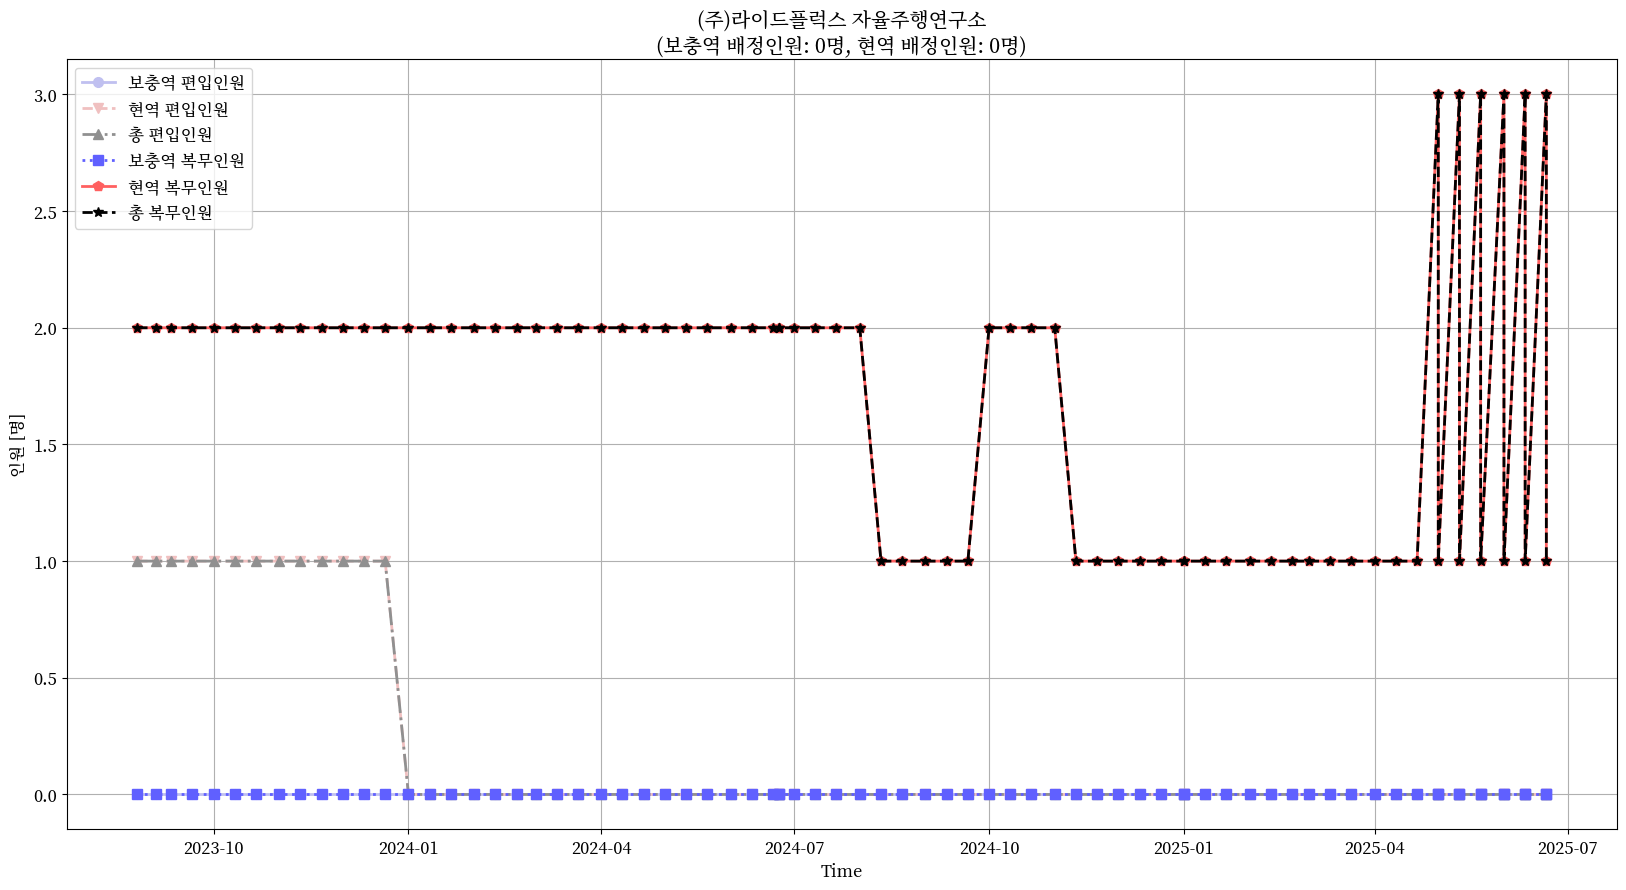 (주)라이드플럭스 자율주행연구소
(보충역 배정인원: 0명, 현역 배정인원: 0명)
보충역 편입인원
현역 편입인원
총 편입인원
보충역 복무인원
현역 복무인원
총 복무인원
3.0
2.5
2.0
1.5
1.0
0.5
0.0
인원 [명]
2023-10
2024-01
2024-04
2024-07
2024-10
2025-01
2025-04
2025-07
Time